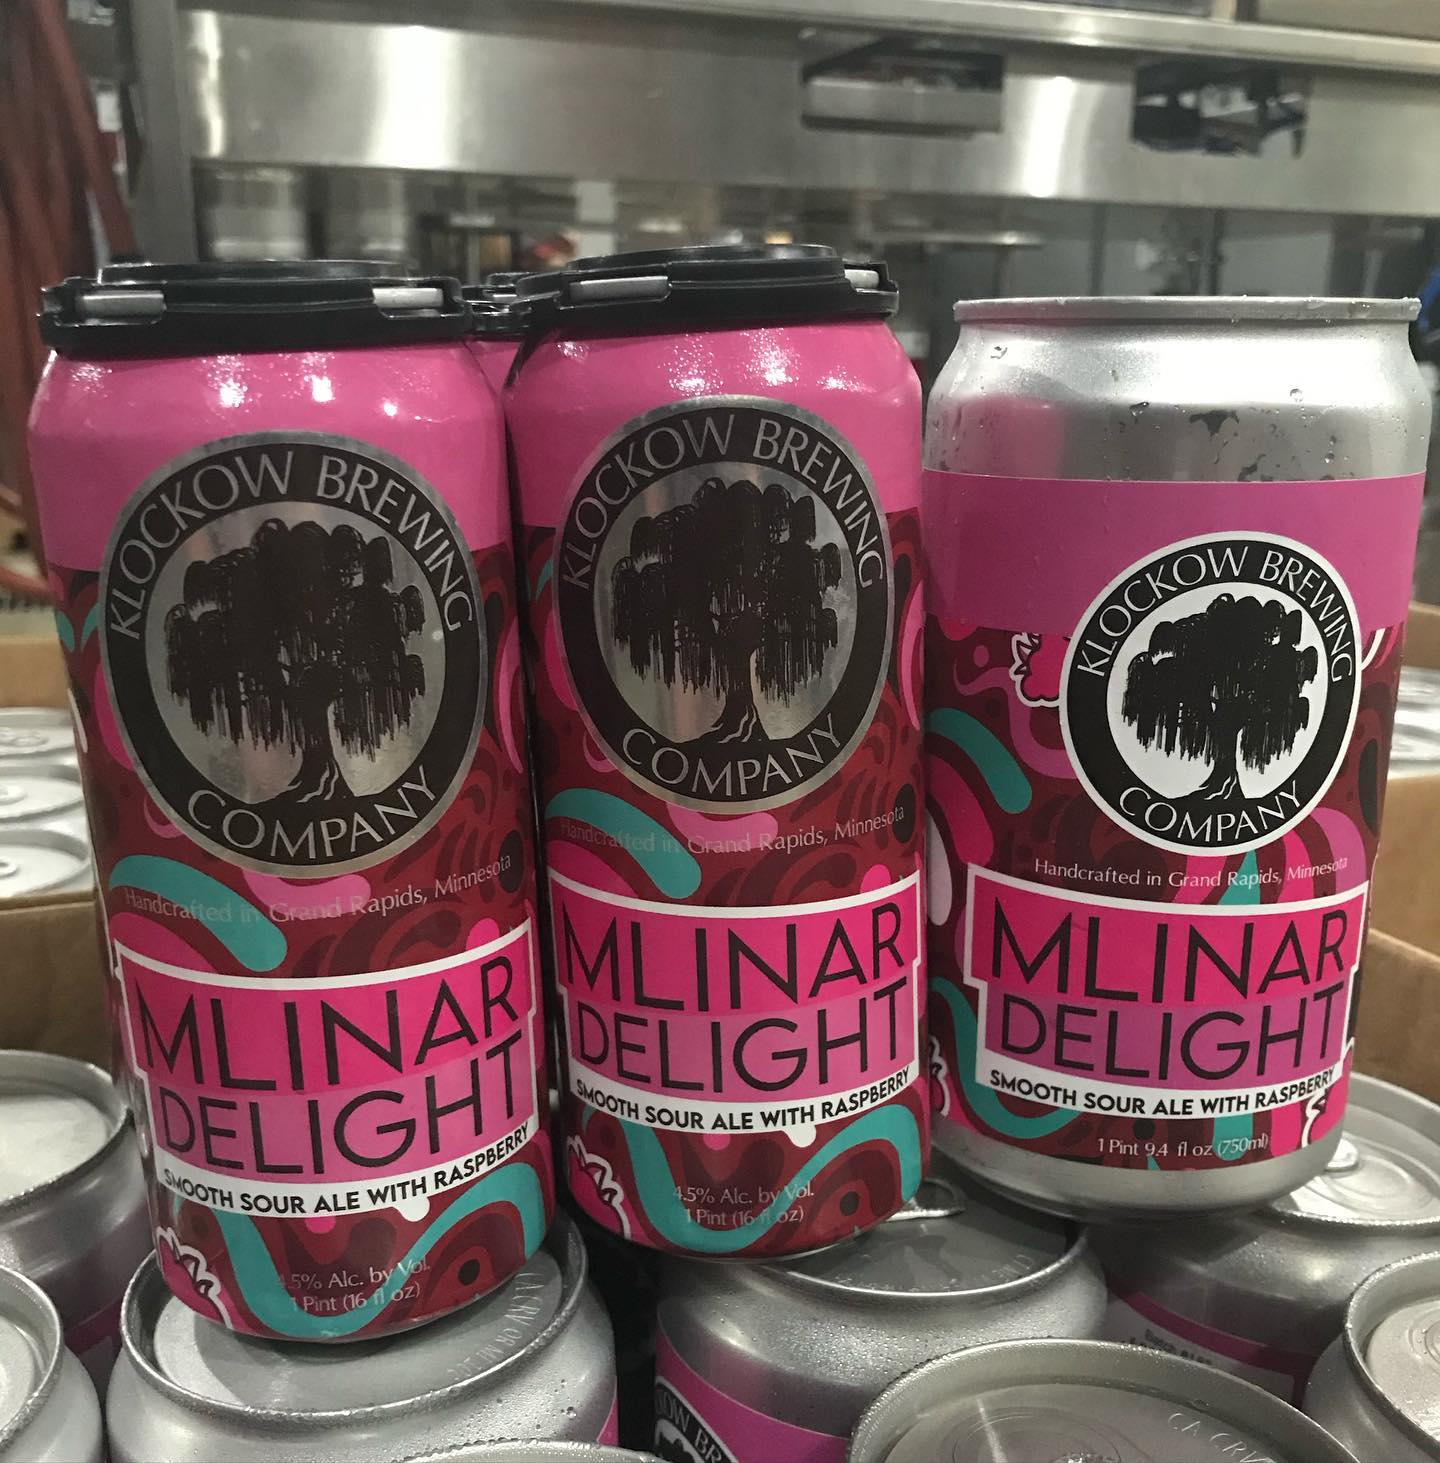 KLOCKOW BREWING
COMPANY
Handcrafted in Grand Rapids, Minnesota
MLINAR
DELIGHT
SMOOTH SOUR ALE WITH RASPBERRY
4.5% Alc. by Vol.
1 Pint (16 fl oz)
KLOCKOW BREWING
COMPANY
Handcrafted in Grand Rapids, Minnesota
MLINAR
DELIGHT
SMOOTH SOUR ALE WITH RASPBERRY
4.5% Alc. by Vol.
1 Pint (16 fl oz)
KLOCKOW BREWING
COMPANY
Handcrafted in Grand Rapids, Minnesota
MLINAR
DELIGHT
SMOOTH SOUR ALE WITH RASPBERRY
1 Pint 9.4 fl oz (750ml)
CA CRV